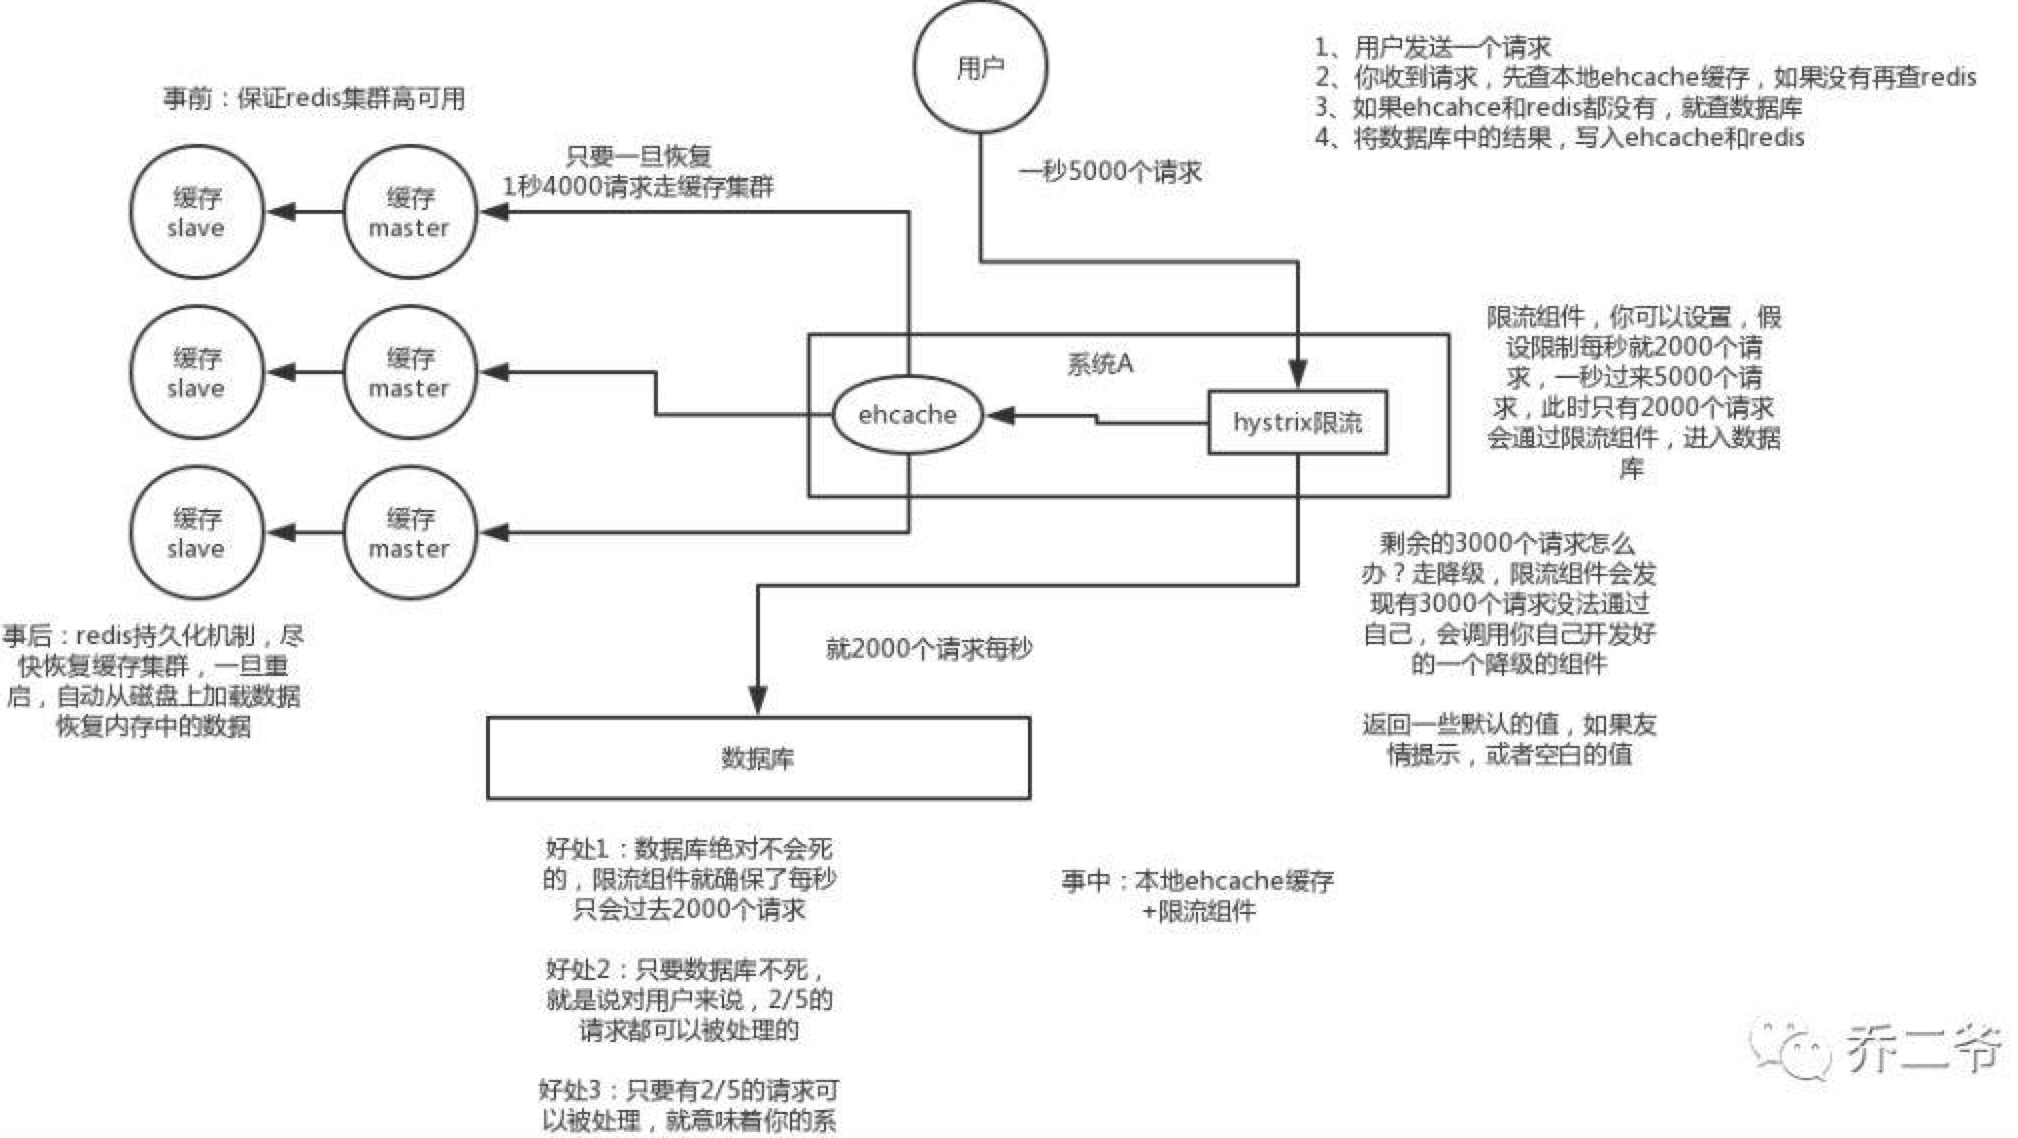 用户
1、用户发送一个请求
2、你收到请求，先查本地ehcache缓存，如果没有再查redis
3、如果ehcahce和redis都没有，就查数据库
4、将数据库中的结果，写入ehcache和redis
事前：保证redis集群高可用
只要一旦恢复
1秒4000请求走缓存集群
一秒5000个请求
缓存
slave
缓存
master
缓存
slave
缓存
master
缓存
slave
缓存
master
系统A
ehcache
hystrix限流
限流组件，你可以设置，假
设限制每秒就2000个请
求，一秒过来5000个请
求，此时只有2000个请求
会通过限流组件，进入数据
库
剩余的3000个请求怎么
办？走降级，限流组件会发
现有3000个请求没法通过
自己，会调用你自己开发好
的一个降级的组件
返回一些默认的值，如果友
情提示，或者空白的值
事后：redis持久化机制，尽
快恢复缓存集群，一旦重
启，自动从磁盘上加载数据
恢复内存中的数据
就2000个请求每秒
数据库
好处1：数据库绝对不会死
的，限流组件就确保了每秒
只会过去2000个请求
事中：本地ehcache缓存
+限流组件
好处2：只要数据库不死，
就是说对用户来说，2/5的
请求都可以被处理的
好处3：只要有2/5的请求可
以被处理，就意味着你的系
乔二爷